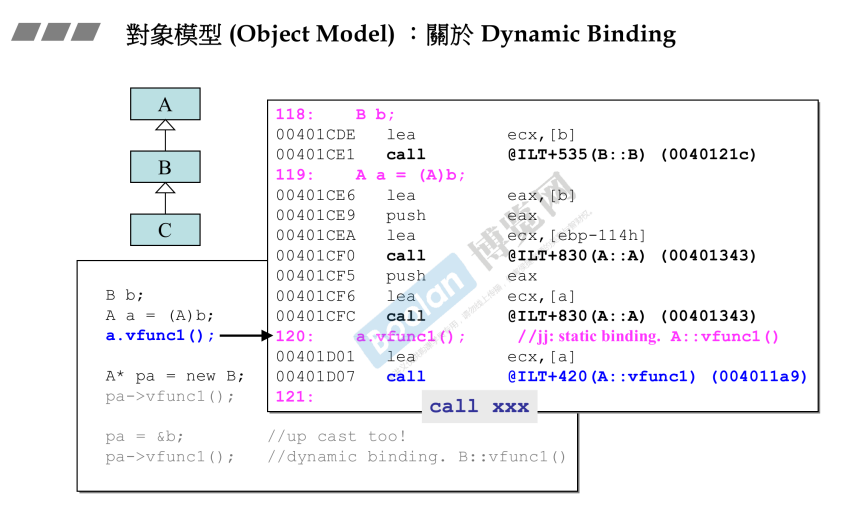 對象模型 (Object Model) ：關於 Dynamic Binding
A
B
C
118: B b;
00401CDE lea ecx,[b]
00401CE1 call @ILT+535(B::B) (0040121c)
119: A a = (A)b;
00401CE6 lea eax,[b]
00401CE9 push eax
00401CEA lea ecx,[ebp-114h]
00401CF0 call @ILT+830(A::A) (00401343)
00401CF5 push eax
00401CF6 lea ecx,[a]
00401CFC call @ILT+830(A::A) (00401343)
120: a.vfunc1(); //jj: static binding. A::vfunc1()
00401D01 lea ecx,[a]
00401D07 call @ILT+420(A::vfunc1) (004011a9)
121:
call xxx
B b;
A a = (A)b;
a.vfunc1();
A* pa = new B;
pa->vfunc1();
pa = &b; //up cast too!
pa->vfunc1(); //dynamic binding. B::vfunc1()
Boolan 博览网